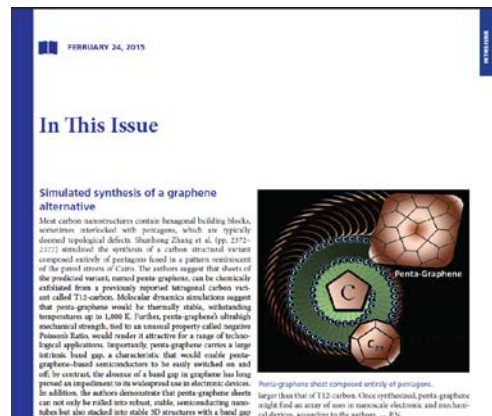 FEBRUARY 24, 2015
IN THIS ISSUE
In This Issue
Simulated synthesis of a graphene
alternative
Most carbon nanostructures contain hexagonal building blocks,
sometimes interlocked with pentagons, which are typically
deemed topological defects. Shunhong Zhang et al. (pp. 2372–
2377) simulated the synthesis of a carbon structural variant
composed entirely of pentagons fused in a pattern reminiscent
of the paved streets of Cairo. The authors suggest that sheets of
the predicted variant, named penta-graphene, can be chemically
exfoliated from a previously reported tetragonal carbon vari-
ant called T12-carbon. Molecular dynamics simulations suggest
that penta-graphene would be thermally stable, withstanding
temperatures up to 1,000 K. Further, penta-graphene's ultrahigh
mechanical strength, tied to an unusual property called negative
Poisson's Ratio, would render it attractive for a range of techno-
logical applications. Importantly, penta-graphene carries a large
intrinsic band gap, a characteristic that would enable penta-
graphene–based semiconductors to be easily switched on and
off; by contrast, the absence of a band gap in graphene has long
proved an impediment to its widespread use in electronic devices.
In addition, the authors demonstrate that penta-graphene sheets
can not only be rolled into robust, stable, semiconducting nano-
tubes but also stacked into stable 3D structures with a band gap
Penta-Graphene
C
C
Penta-graphene sheet composed entirely of pentagons.
larger than that of T12-carbon. Once synthesized, penta-graphene
might find an array of uses in nanoscale electronic and mechani-
cal devices, according to the authors. —